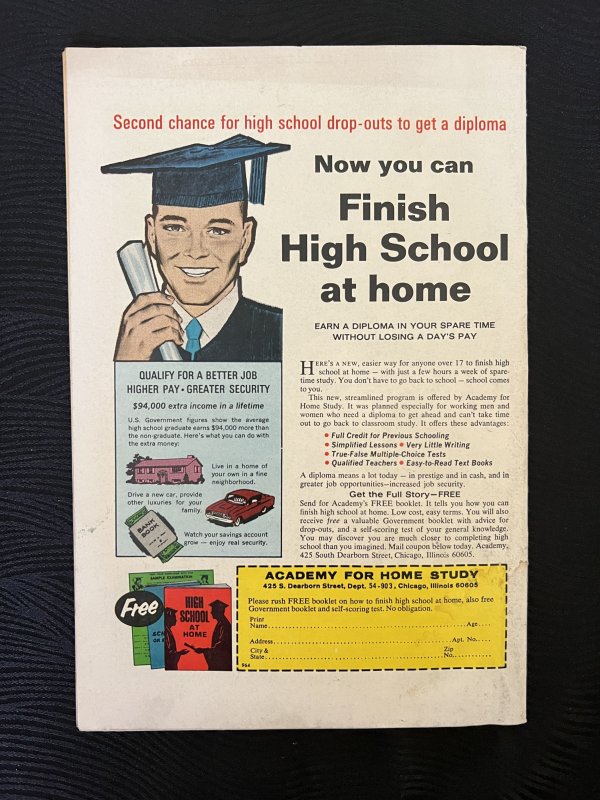 Second chance for high school drop-outs to get a diploma
Now you can
Finish
High School
at home
EARN A DIPLOMA IN YOUR SPARE TIME
WITHOUT LOSING A DAY'S PAY
QUALIFY FOR A BETTER JOB
HIGHER PAY • GREATER SECURITY
$94,000 extra income in a lifetime
U.S. Government figures show the average
high school graduate earns $94,000 more than
the non-graduate. Here's what you can do with
the extra money:
Live in a home of
your own in a fine
neighborhood.
Drive a new car, provide
other luxuries for your
family.
BANK
BOOK
Watch your savings account
grow — enjoy real security.
HERE'S A NEW, easier way for anyone over 17 to finish high
school at home — with just a few hours a week of spare-
time study. You don't have to go back to school — school comes
to you.
This new, streamlined program is offered by Academy for
Home Study. It was planned especially for working men and
women who need a diploma to get ahead and can't take time
out to go back to classroom study. It offers these advantages:
• Full Credit for Previous Schooling
• Simplified Lessons • Very Little Writing
• True-False Multiple-Choice Tests
• Qualified Teachers • Easy-to-Read Text Books
A diploma means a lot today — in prestige and in cash, and in
greater job opportunities—increased job security.
Get the Full Story—FREE
Send for Academy's FREE booklet. It tells you how you can
finish high school at home. Low cost, easy terms. You will also
receive free a valuable Government booklet with advice for
drop-outs, and a self-scoring test of your general knowledge.
You may discover you are much closer to completing high
school than you imagined. Mail coupon below today. Academy,
425 South Dearborn Street, Chicago, Illinois 60605.
Free
SAMPLE EXAMINATION
SCH
OR
HIGH
SCHOOL
AT
HOME
ACADEMY FOR HOME STUDY
425 S. Dearborn Street, Dept. 54-903, Chicago, Illinois 60605
Please rush FREE booklet on how to finish high school at home, also free
Government booklet and self-scoring test. No obligation.
Print
Name Age
Address Apt. No.
City & Zip
State No.
964